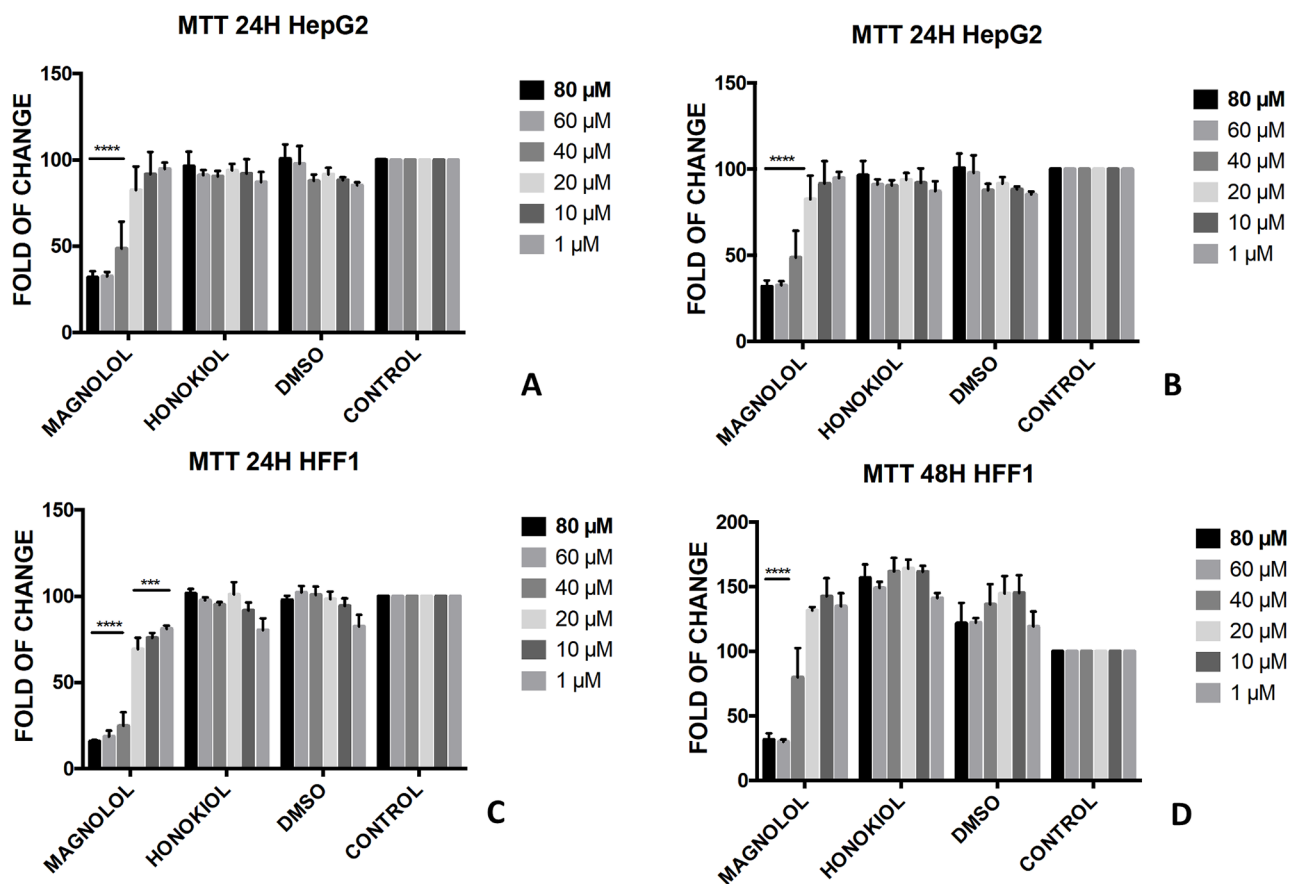 MTT 24H HepG2
FOLD OF CHANGE
150
100
50
0
****
MAGNOLOL
HONOKIOL
DMSO
CONTROL
80 µM
60 µM
40 µM
20 µM
10 µM
1 µM
A
MTT 24H HepG2
FOLD OF CHANGE
150
100
50
0
****
MAGNOLOL
HONOKIOL
DMSO
CONTROL
80 µM
60 µM
40 µM
20 µM
10 µM
1 µM
B
MTT 24H HFF1
FOLD OF CHANGE
150
100
50
0
****
***
MAGNOLOL
HONOKIOL
DMSO
CONTROL
80 µM
60 µM
40 µM
20 µM
10 µM
1 µM
C
MTT 48H HFF1
FOLD OF CHANGE
200
150
100
50
0
****
MAGNOLOL
HONOKIOL
DMSO
CONTROL
80 µM
60 µM
40 µM
20 µM
10 µM
1 µM
D